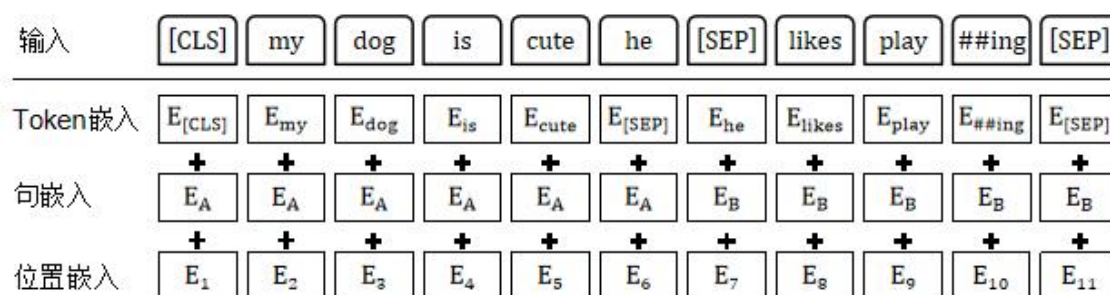 输入 [CLS] my dog is cute he [SEP] likes play ##ing [SEP]
Token嵌入 E[CLS] Emy Edog Eis Ecute E[SEP] Ehe Elikes Eplay E##ing E[SEP]
+ + + + + + + + + + +
句嵌入 EA EA EA EA EA EA EB EB EB EB EB
+ + + + + + + + + + +
位置嵌入 E1 E2 E3 E4 E5 E6 E7 E8 E9 E10 E11